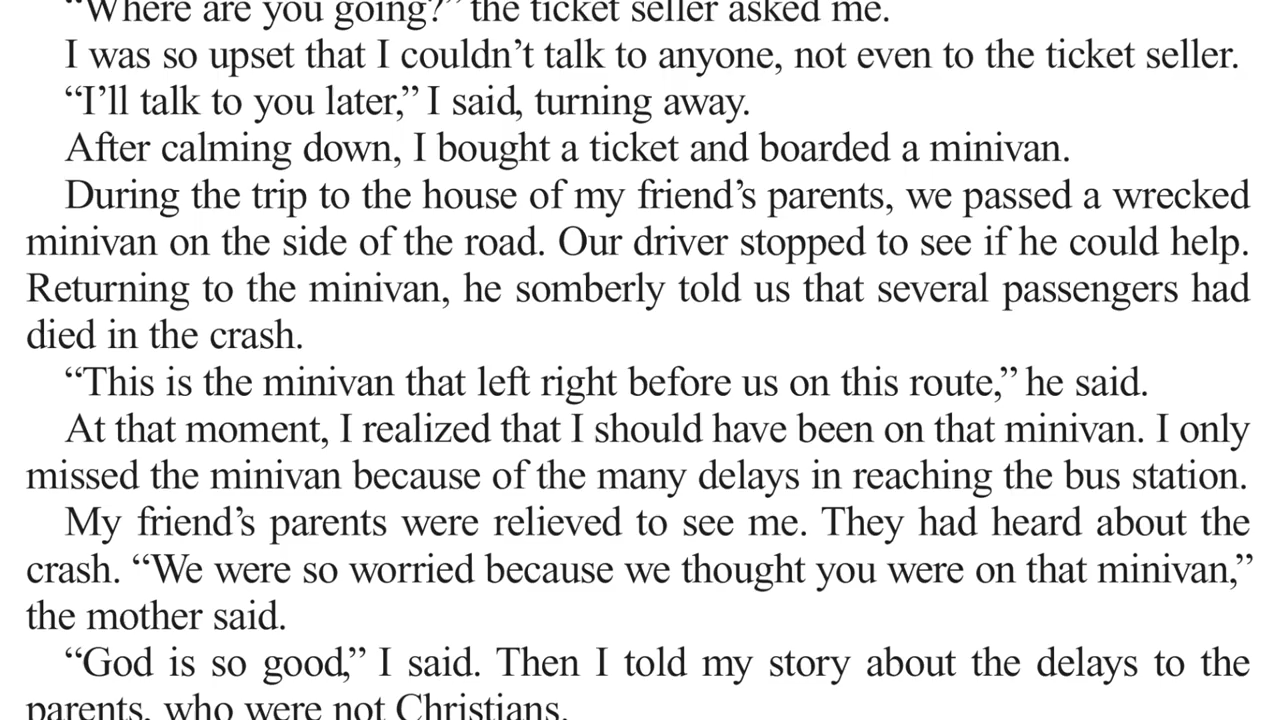 “Where are you going?” the ticket seller asked me.
I was so upset that I couldn’t talk to anyone, not even to the ticket seller.
“I’ll talk to you later,” I said, turning away.
After calming down, I bought a ticket and boarded a minivan.
During the trip to the house of my friend’s parents, we passed a wrecked
minivan on the side of the road. Our driver stopped to see if he could help.
Returning to the minivan, he somberly told us that several passengers had
died in the crash.
“This is the minivan that left right before us on this route,” he said.
At that moment, I realized that I should have been on that minivan. I only
missed the minivan because of the many delays in reaching the bus station.
My friend’s parents were relieved to see me. They had heard about the
crash. “We were so worried because we thought you were on that minivan,”
the mother said.
“God is so good,” I said. Then I told my story about the delays to the
parents, who were not Christians.